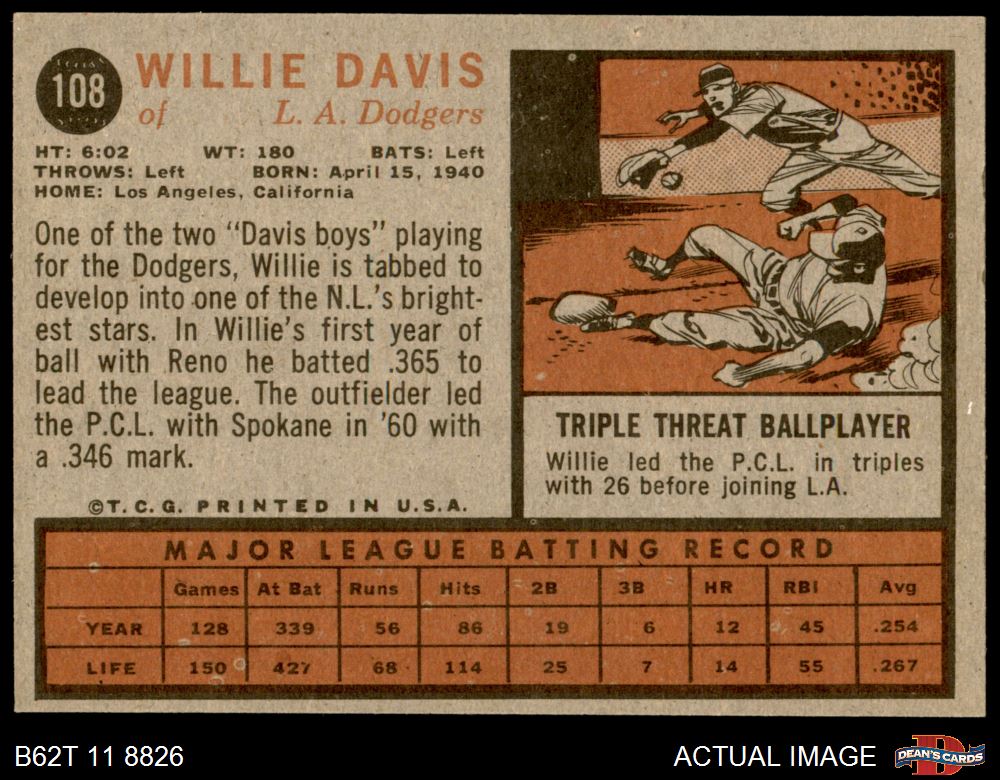 108
WILLIE DAVIS
of L. A. Dodgers
HT: 6:02 WT: 180 BATS: Left
THROWS: Left BORN: April 15, 1940
HOME: Los Angeles, California
One of the two "Davis boys" playing
for the Dodgers, Willie is tabbed to
develop into one of the N.L.'s bright-
est stars. In Willie's first year of
ball with Reno he batted .365 to
lead the league. The outfielder led
the P.C.L. with Spokane in '60 with
a .346 mark.
©T.C.G. PRINTED IN U.S.A.
TRIPLE THREAT BALLPLAYER
Willie led the P.C.L. in triples
with 26 before joining L.A.
MAJOR LEAGUE BATTING RECORD
Games At Bat Runs Hits 2B 3B HR RBI Avg
YEAR 128 339 56 86 19 6 12 45 .254
LIFE 150 427 68 114 25 7 14 55 .267
B62T 11 8826
ACTUAL IMAGE
DEAN'S CARDS